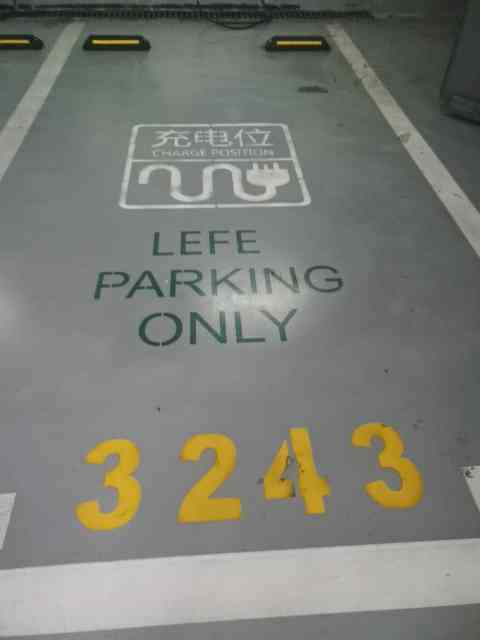 充电位
CHARGE POSITION
LEFE
PARKING
ONLY
3243